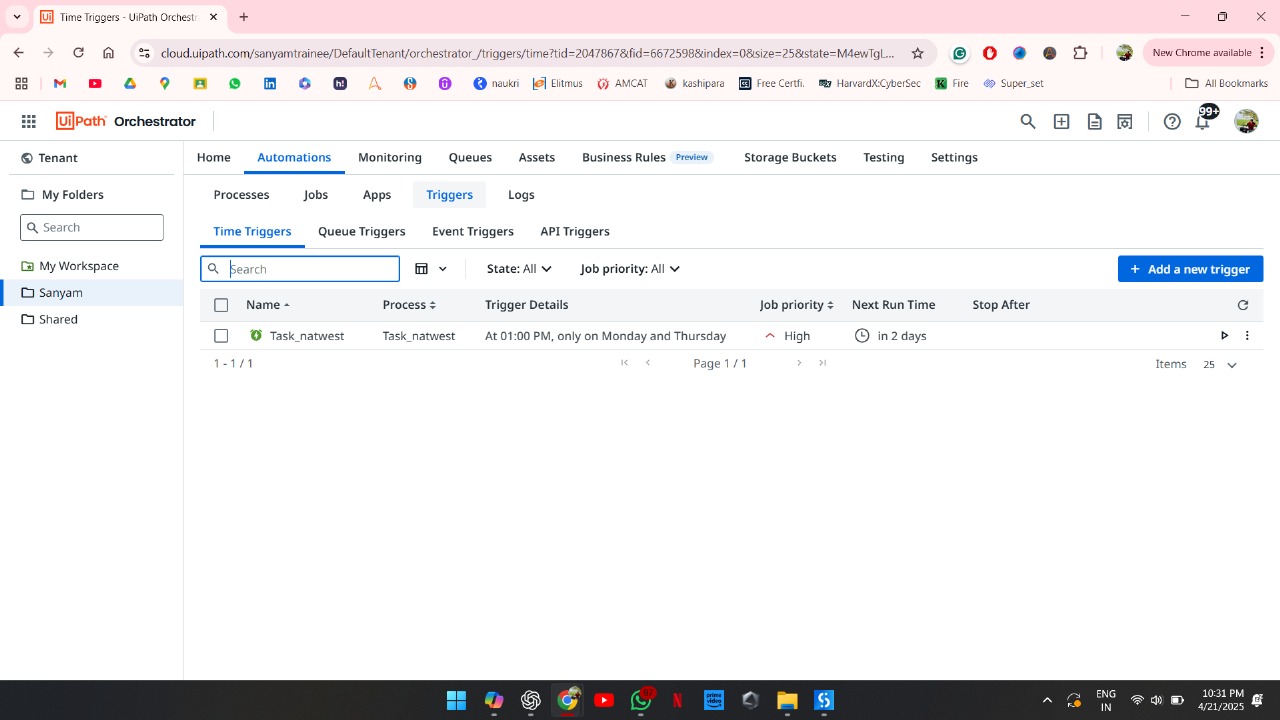 Time Triggers - UiPath Orchestr
New Chrome available
cloud.uipath.com/sanyamtrainee/DefaultTenant/orchestrator_/triggers/time?tid=2047867&fid=6672598&index=0&size=25&state=M4ewTgL...
naukri
Elitmus
AMCAT
kashipara
Free Certi.
HarvardX:CyberSec
Fire
Super_set
All Bookmarks
UiPath Orchestrator
99+
Tenant
Home Automations Monitoring Queues Assets Business Rules Preview Storage Buckets Testing Settings
My Folders
Processes Jobs Apps Triggers Logs
Search
Time Triggers Queue Triggers Event Triggers API Triggers
My Workspace
Sanyam
Shared
Search
State: All
Job priority: All
+ Add a new trigger
Name Process Trigger Details Job priority Next Run Time Stop After
Task_natwest Task_natwest At 01:00 PM, only on Monday and Thursday High in 2 days
1 - 1 / 1
Page 1 / 1
Items 25
ENG
IN
10:31 PM
4/21/2025